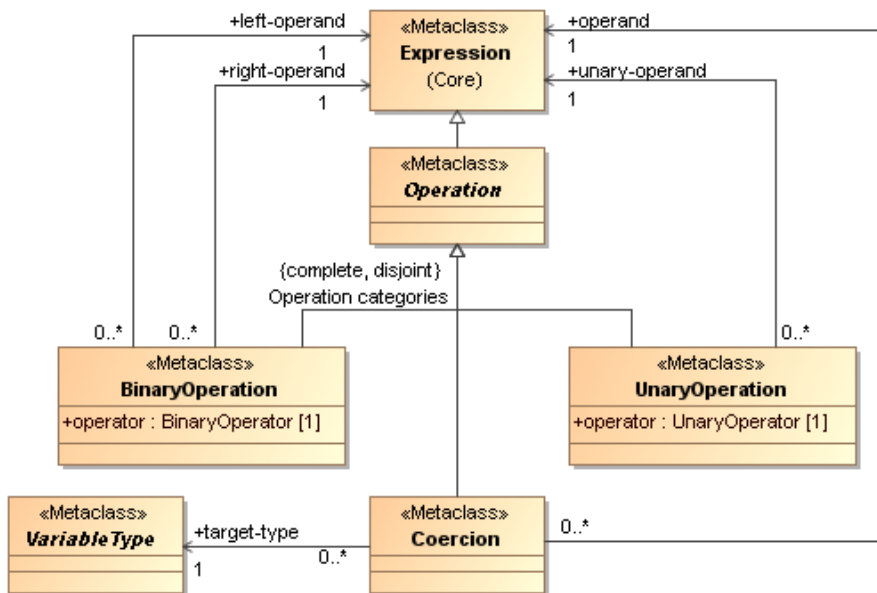 +left-operand
«Metaclass»
+operand
1
Expression
1
+right-operand
(Core)
+unary-operand
1
1
«Metaclass»
Operation
{complete, disjoint}
Operation categories
0..*
0..*
0..*
«Metaclass»
BinaryOperation
+operator : BinaryOperator [1]
«Metaclass»
UnaryOperation
+operator : UnaryOperator [1]
«Metaclass»
VariableType
+target-type
1
0..*
«Metaclass»
Coercion
0..*